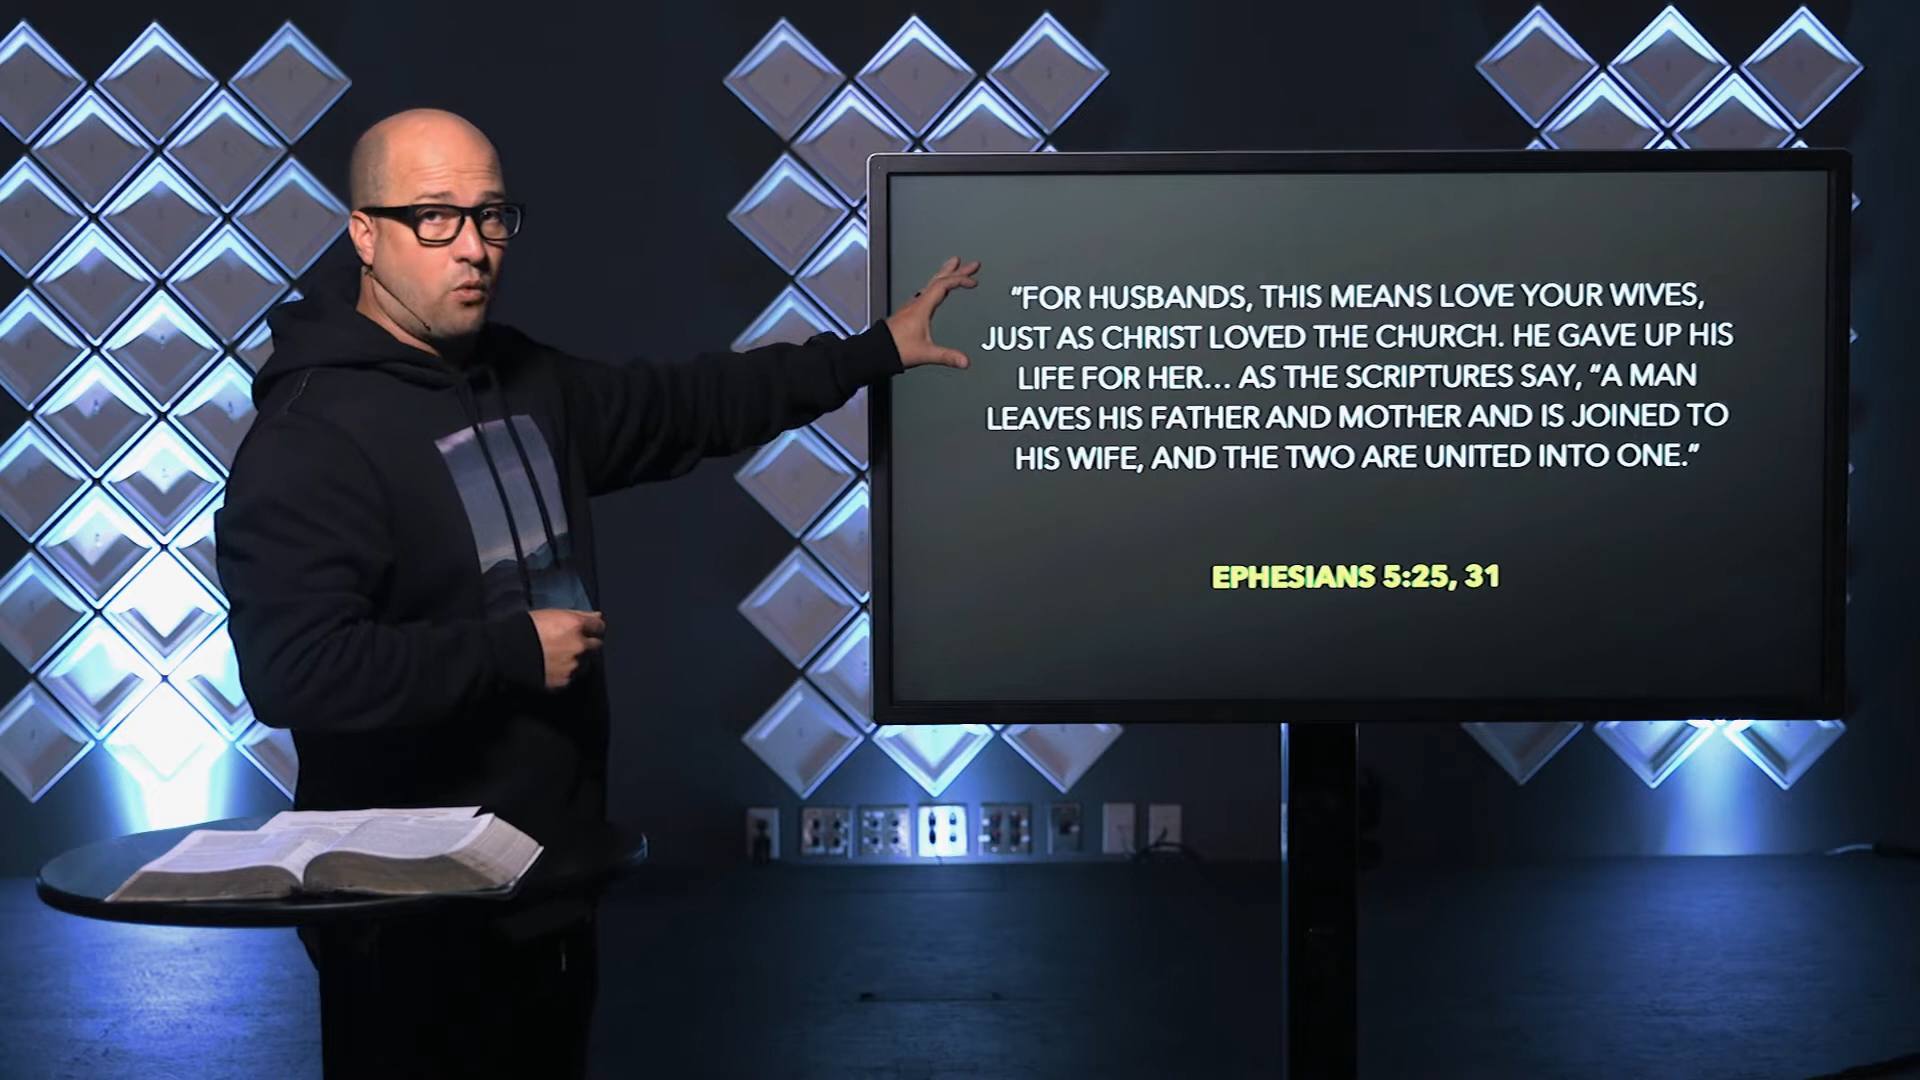 "FOR HUSBANDS, THIS MEANS LOVE YOUR WIVES,
JUST AS CHRIST LOVED THE CHURCH. HE GAVE UP HIS
LIFE FOR HER... AS THE SCRIPTURES SAY, “A MAN
LEAVES HIS FATHER AND MOTHER AND IS JOINED TO
HIS WIFE, AND THE TWO ARE UNITED INTO ONE.”
EPHESIANS 5:25, 31